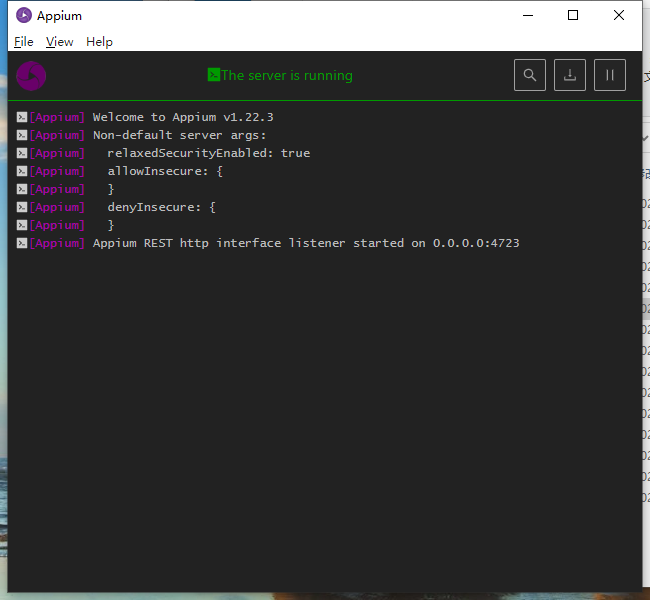 Appium
File View Help
The server is running
[Appium] Welcome to Appium v1.22.3
[Appium] Non-default server args:
[Appium]   relaxedSecurityEnabled: true
[Appium]   allowInsecure: {
[Appium]   }
[Appium]   denyInsecure: {
[Appium]   }
[Appium] Appium REST http interface listener started on 0.0.0.0:4723